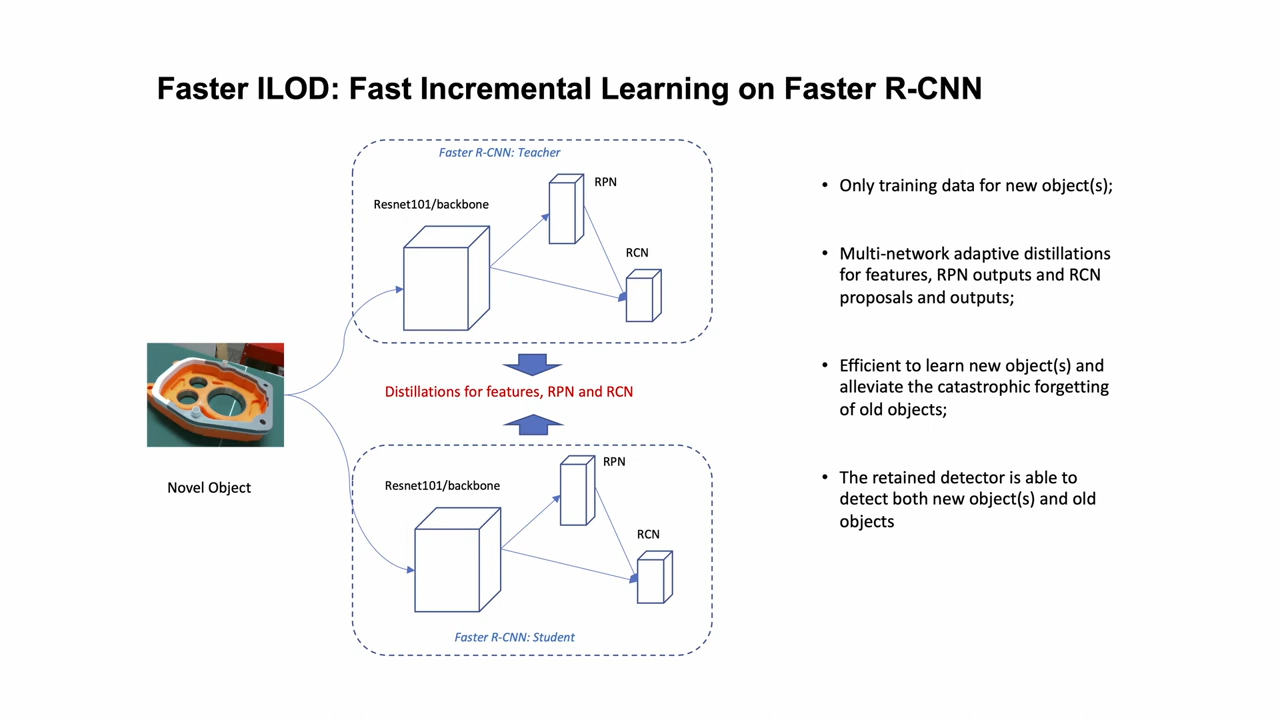 Faster ILOD: Fast Incremental Learning on Faster R-CNN
Faster R-CNN: Teacher
RPN
Resnet101/backbone
RCN
Distillations for features, RPN and RCN
Novel Object
RPN
Resnet101/backbone
RCN
Faster R-CNN: Student
• Only training data for new object(s);
• Multi-network adaptive distillations
for features, RPN outputs and RCN
proposals and outputs;
• Efficient to learn new object(s) and
alleviate the catastrophic forgetting
of old objects;
• The retained detector is able to
detect both new object(s) and old
objects